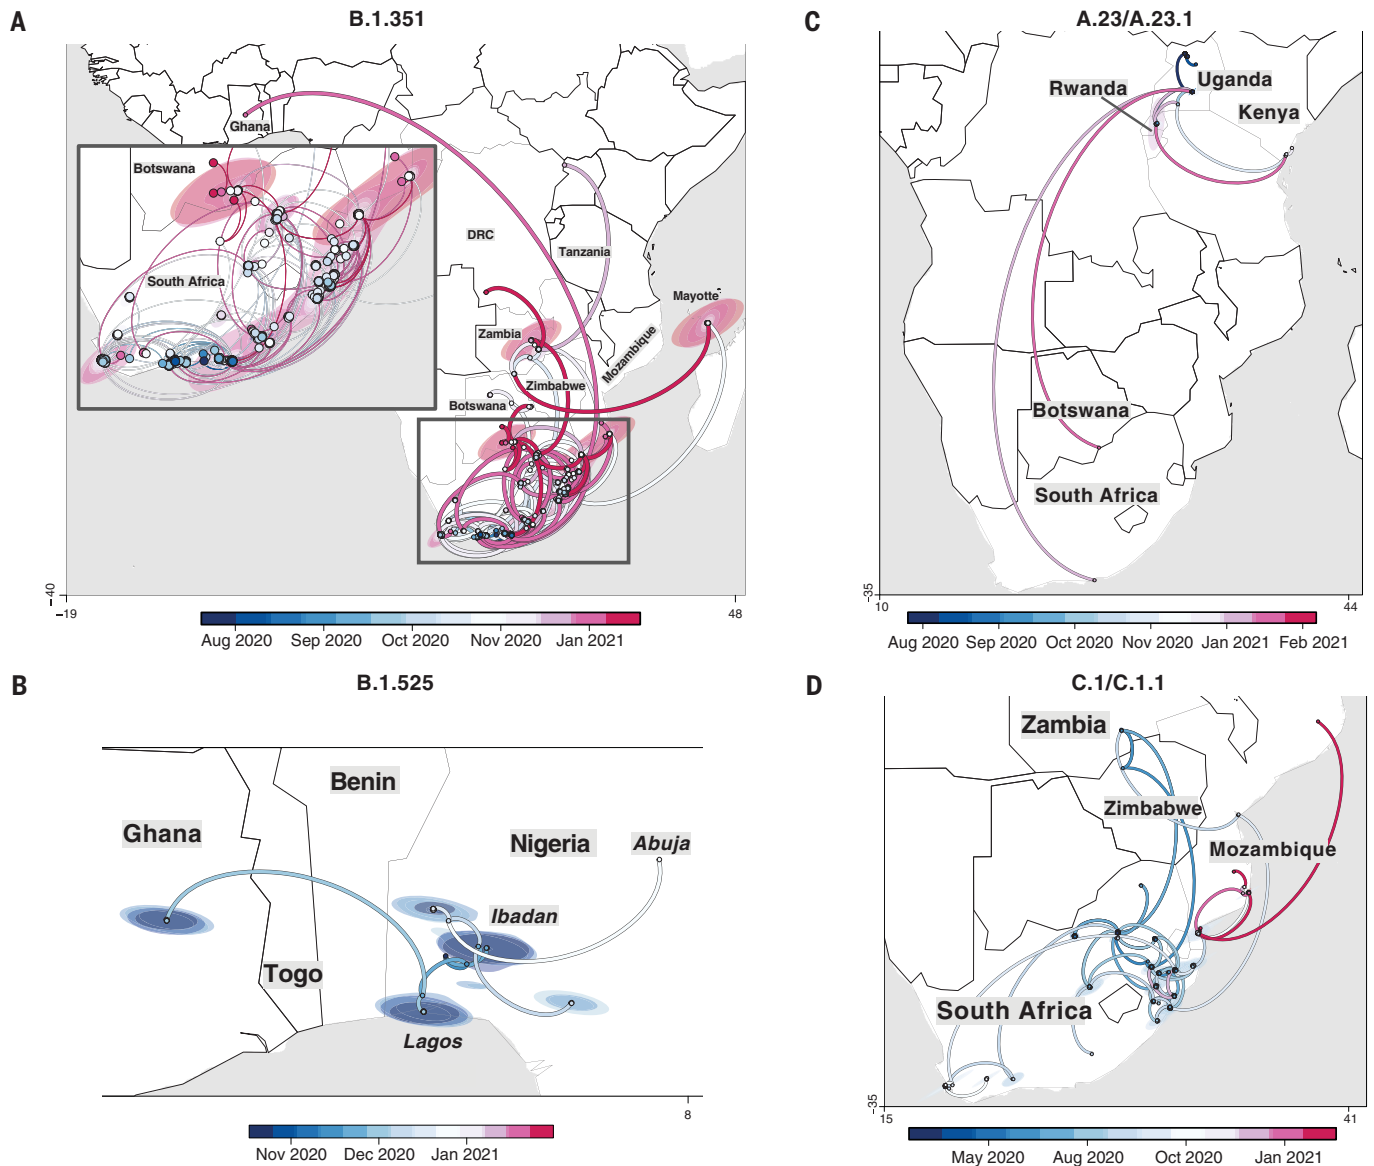 A
B.1.351
Ghana
Botswana
South Africa
DRC
Tanzania
Mayotte
Zambia
Mozambique
Zimbabwe
Botswana
-40
-19
48
Aug 2020
Sep 2020
Oct 2020
Nov 2020
Jan 2021
C
A.23/A.23.1
Uganda
Rwanda
Kenya
Botswana
South Africa
-35
10
44
Aug 2020
Sep 2020
Oct 2020
Nov 2020
Jan 2021
Feb 2021
B
B.1.525
Benin
Ghana
Nigeria
Abuja
Ibadan
Togo
Lagos
8
Nov 2020
Dec 2020
Jan 2021
D
C.1/C.1.1
Zambia
Zimbabwe
Mozambique
South Africa
-35
15
41
May 2020
Aug 2020
Oct 2020
Jan 2021